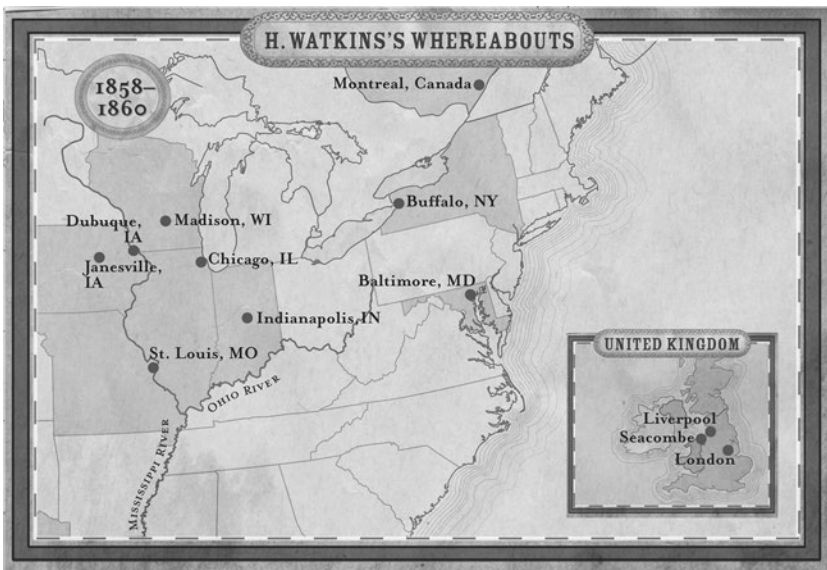 H. WATKINS'S WHEREABOUTS
1858–
1860
Montreal, Canada
Buffalo, NY
Madison, WI
Dubuque,
IA
Janesville,
IA
Chicago, IL
Baltimore, MD
Indianapolis, IN
St. Louis, MO
OHIO RIVER
MISSISSIPPI RIVER
UNITED KINGDOM
Liverpool
Seacombe
London